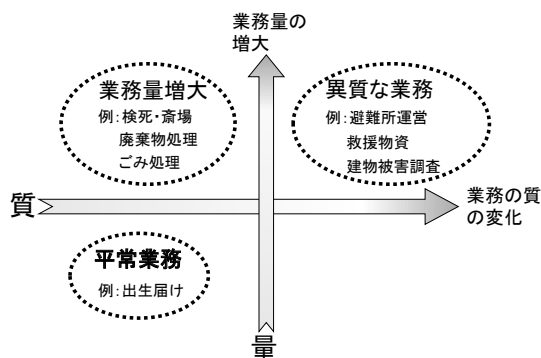 業務量の
増大
業務量増大
例：検死・斎場
廃棄物処理
ごみ処理
異質な業務
例：避難所運営
救援物資
建物被害調査
質
業務の質
の変化
平常業務
例：出生届け
量